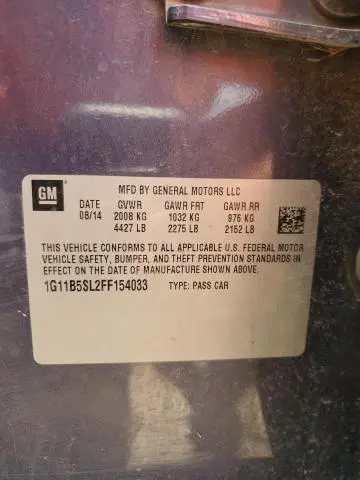 GM
MFD BY GENERAL MOTORS LLC
DATE GVWR GAWR FRT GAWR RR
08/14 2008 KG 1032 KG 976 KG
4427 LB 2275 LB 2152 LB
THIS VEHICLE CONFORMS TO ALL APPLICABLE U.S. FEDERAL MOTOR
VEHICLE SAFETY, BUMPER, AND THEFT PREVENTION STANDARDS
IN EFFECT ON THE DATE OF MANUFACTURE SHOWN ABOVE.
1G11B5SL2FF154033 TYPE: PASS CAR